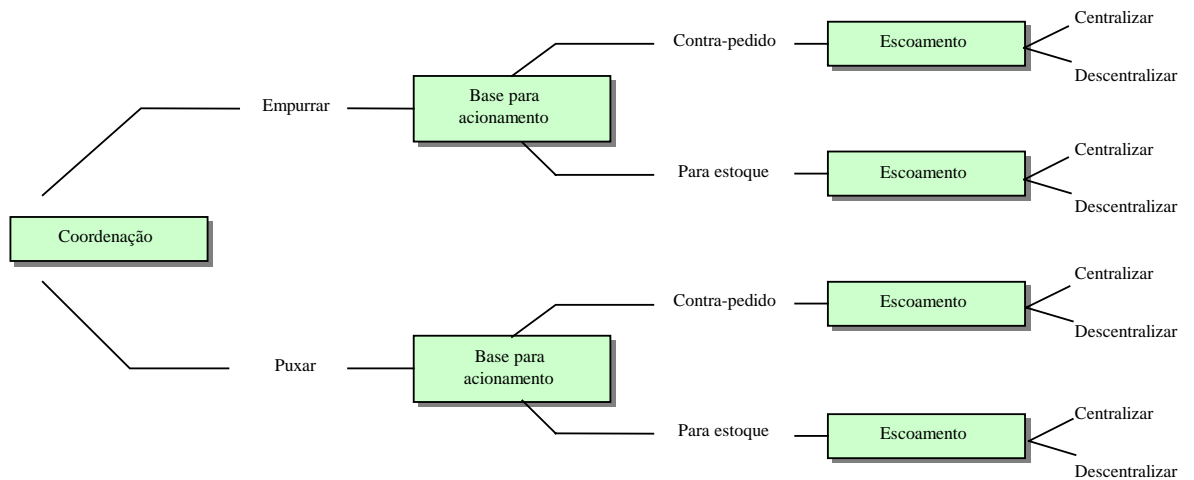 Centralizar
Contra-pedido
Escoamento
Descentralizar
Empurrar
Base para
acionamento
Centralizar
Para estoque
Escoamento
Descentralizar
Coordenação
Centralizar
Contra-pedido
Escoamento
Descentralizar
Puxar
Base para
acionamento
Centralizar
Para estoque
Escoamento
Descentralizar